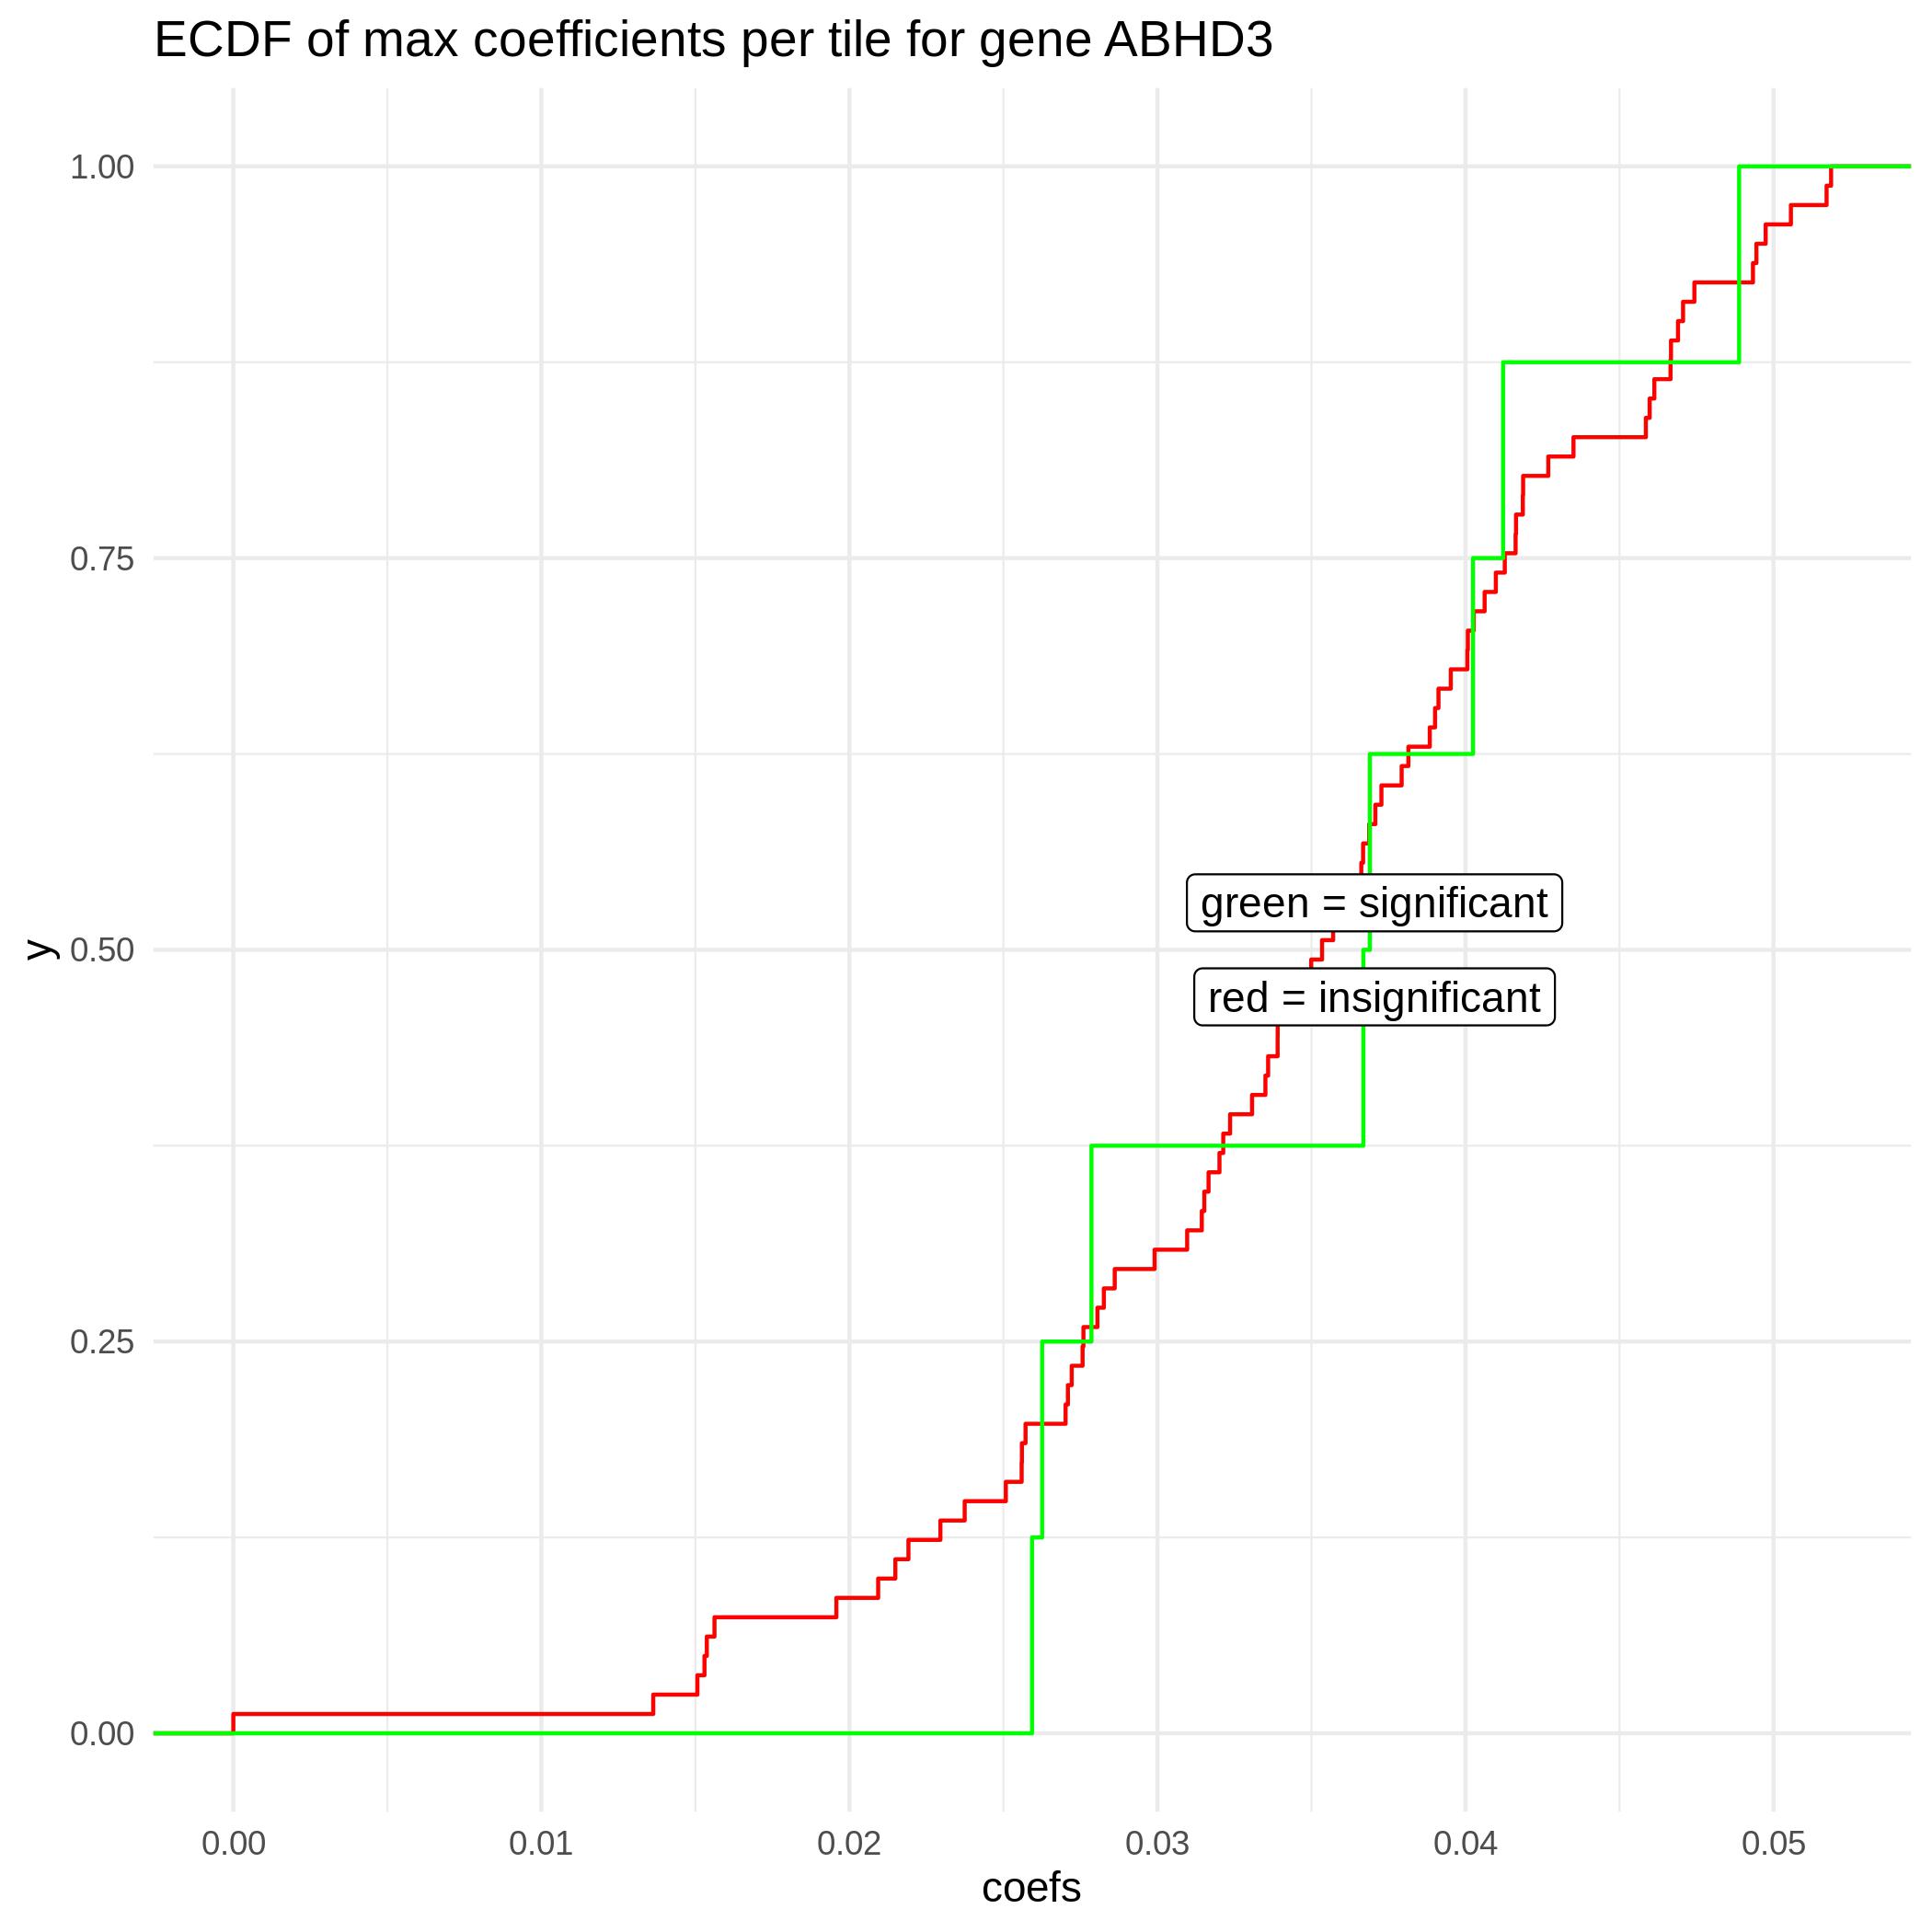 ECDF of max coefficients per tile for gene ABHD3
1.00
0.75
0.50
0.25
0.00
y
green = significant
red = insignificant
0.00 0.01 0.02 0.03 0.04 0.05
coefs